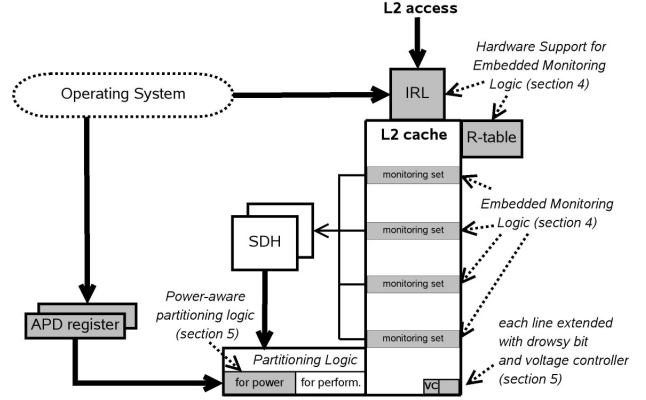 L2 access
Hardware Support for
Embedded Monitoring
Logic (section 4)
Operating System
IRL
L2 cache
R-table
monitoring set
monitoring set
monitoring set
monitoring set
Embedded Monitoring
Logic (section 4)
SDH
Power-aware
partitioning logic
(section 5)
APD register
each line extended
with drowsy bit
and voltage controller
(section 5)
Partitioning Logic
for power
for perform.
VC